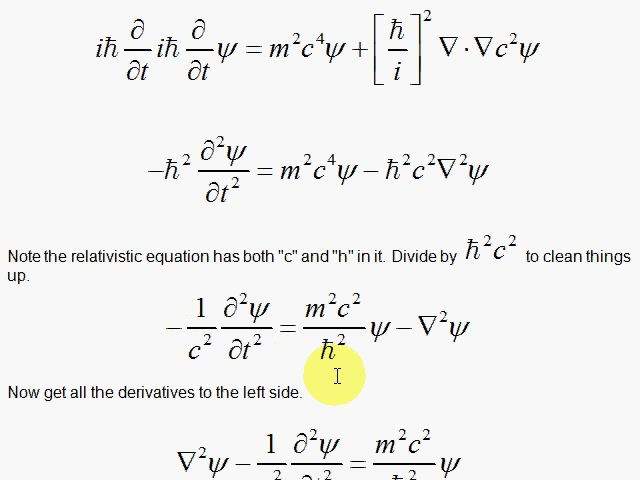 iħ ∂/∂t iħ ∂/∂t ψ = m²c⁴ψ + [ħ/i]² ∇·∇c²ψ
−ħ² ∂²ψ/∂t² = m²c⁴ψ − ħ²c²∇²ψ
Note the relativistic equation has both "c" and "h" in it. Divide by ħ²c² to clean things
up.
−1/c² ∂²ψ/∂t² = m²c²/ħ² ψ − ∇²ψ
Now get all the derivatives to the left side.
∇²ψ − 1/c² ∂²ψ/∂t² = m²c²/ħ² ψ